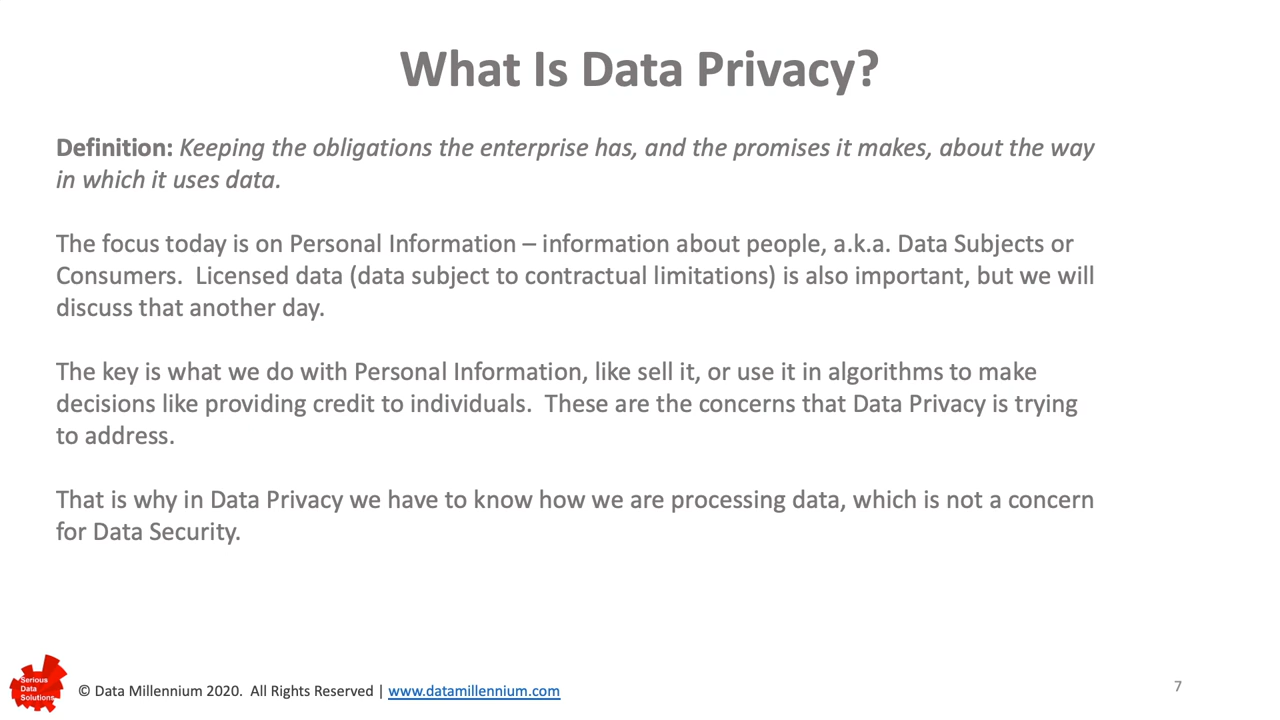 What Is Data Privacy?
Definition: Keeping the obligations the enterprise has, and the promises it makes, about the way
in which it uses data.
The focus today is on Personal Information – information about people, a.k.a. Data Subjects or
Consumers.  Licensed data (data subject to contractual limitations) is also important, but we will
discuss that another day.
The key is what we do with Personal Information, like sell it, or use it in algorithms to make
decisions like providing credit to individuals.  These are the concerns that Data Privacy is trying
to address.
That is why in Data Privacy we have to know how we are processing data, which is not a concern
for Data Security.
Serious
Data
Solutions
© Data Millennium 2020.  All Rights Reserved | www.datamillennium.com
7